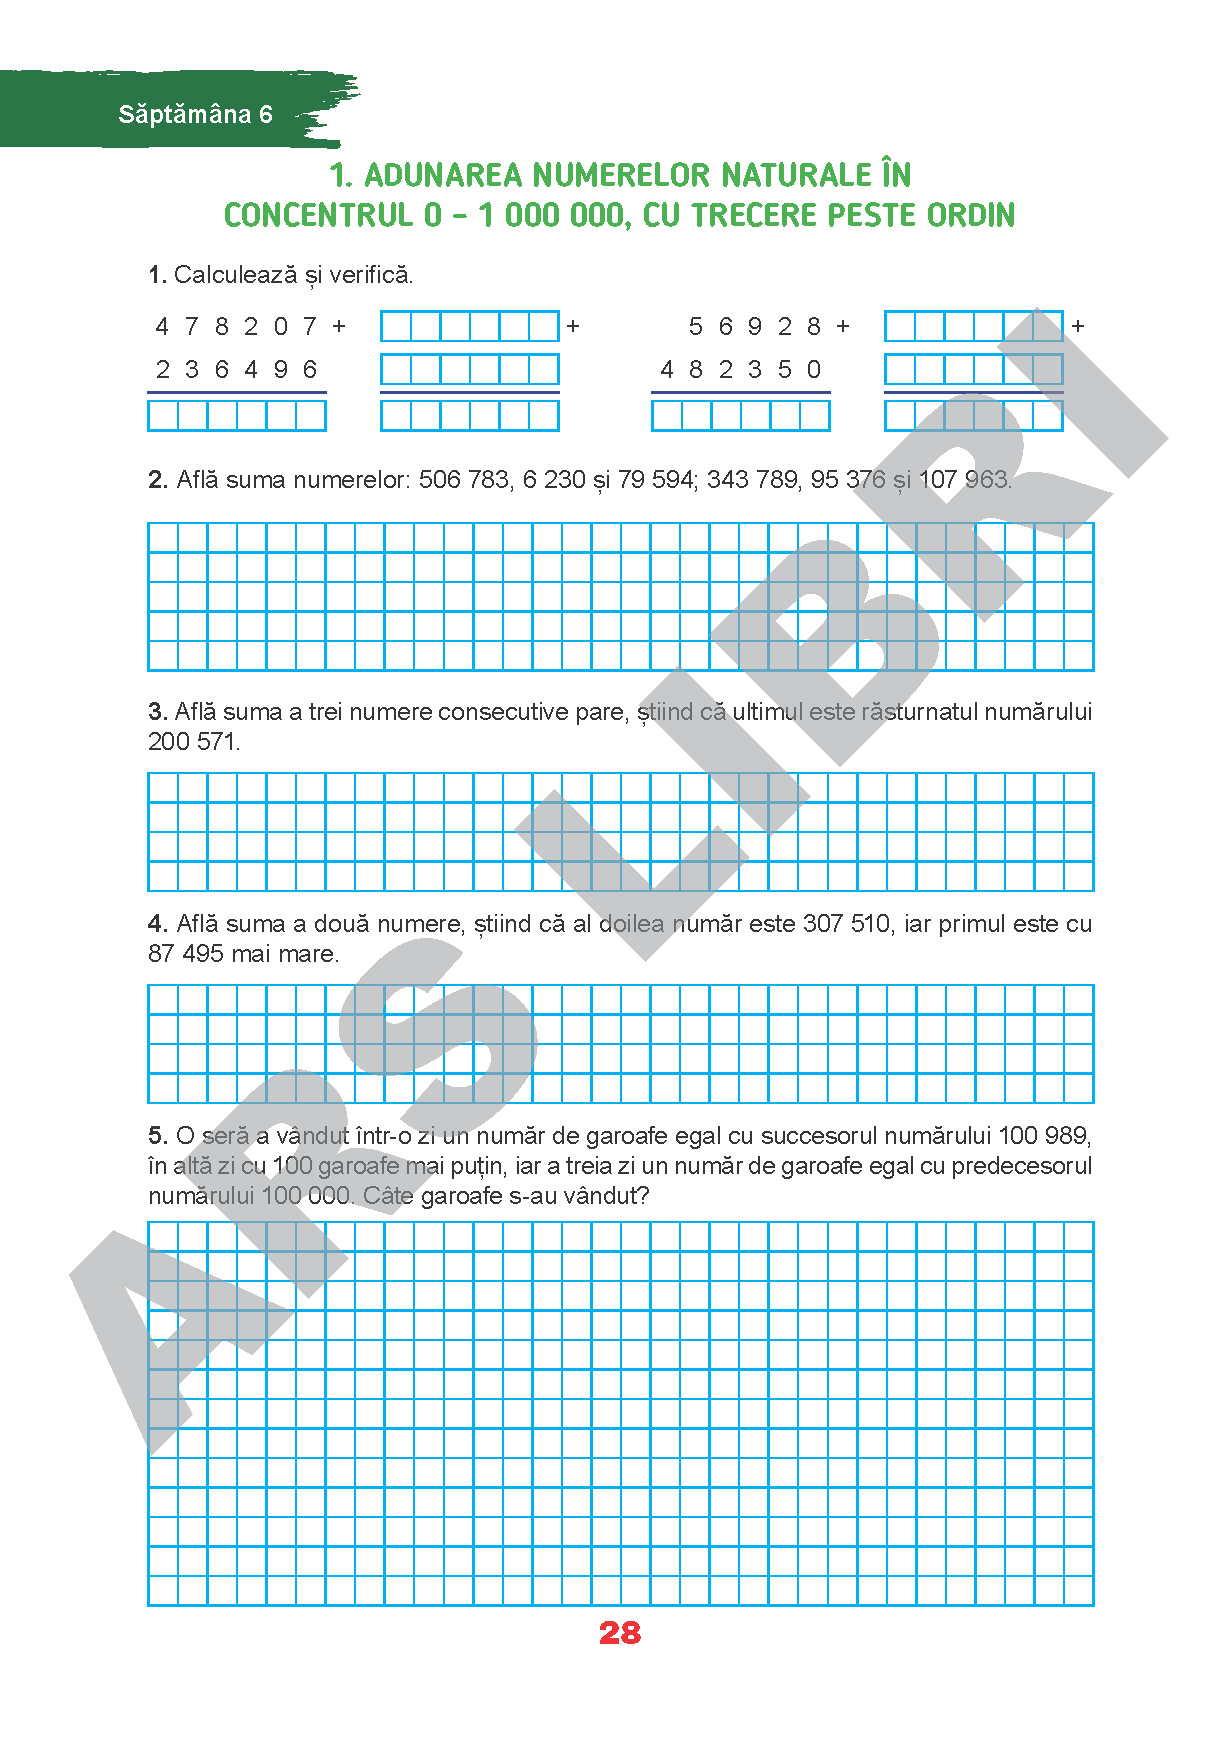 Săptămâna 6
1. ADUNAREA NUMERELOR NATURALE ÎN
CONCENTRUL 0 – 1 000 000, CU TRECERE PESTE ORDIN
1. Calculează și verifică.
4 7 8 2 0 7 + + 5 6 9 2 8 + +
2 3 6 4 9 6 4 8 2 3 5 0
2. Află suma numerelor: 506 783, 6 230 și 79 594; 343 789, 95 376 și 107 963.
3. Află suma a trei numere consecutive pare, știind că ultimul este răsturnatul numărului
200 571.
4. Află suma a două numere, știind că al doilea număr este 307 510, iar primul este cu
87 495 mai mare.
5. O seră a vândut într-o zi un număr de garoafe egal cu succesorul numărului 100 989,
în altă zi cu 100 garoafe mai puțin, iar a treia zi un număr de garoafe egal cu predecesorul
numărului 100 000. Câte garoafe s-au vândut?
28
ARS LIBRI